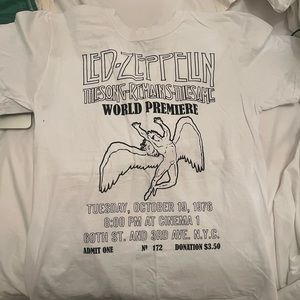 LED-ZEPPELIN
THE·SONG·REMAINS·THE·SAME
WORLD PREMIERE
TUESDAY, OCTOBER 19, 1976
8:00 PM AT CINEMA 1
60TH ST. AND 3RD AVE. N.Y.C.
ADMIT ONE Nº 172 DONATION $3.50